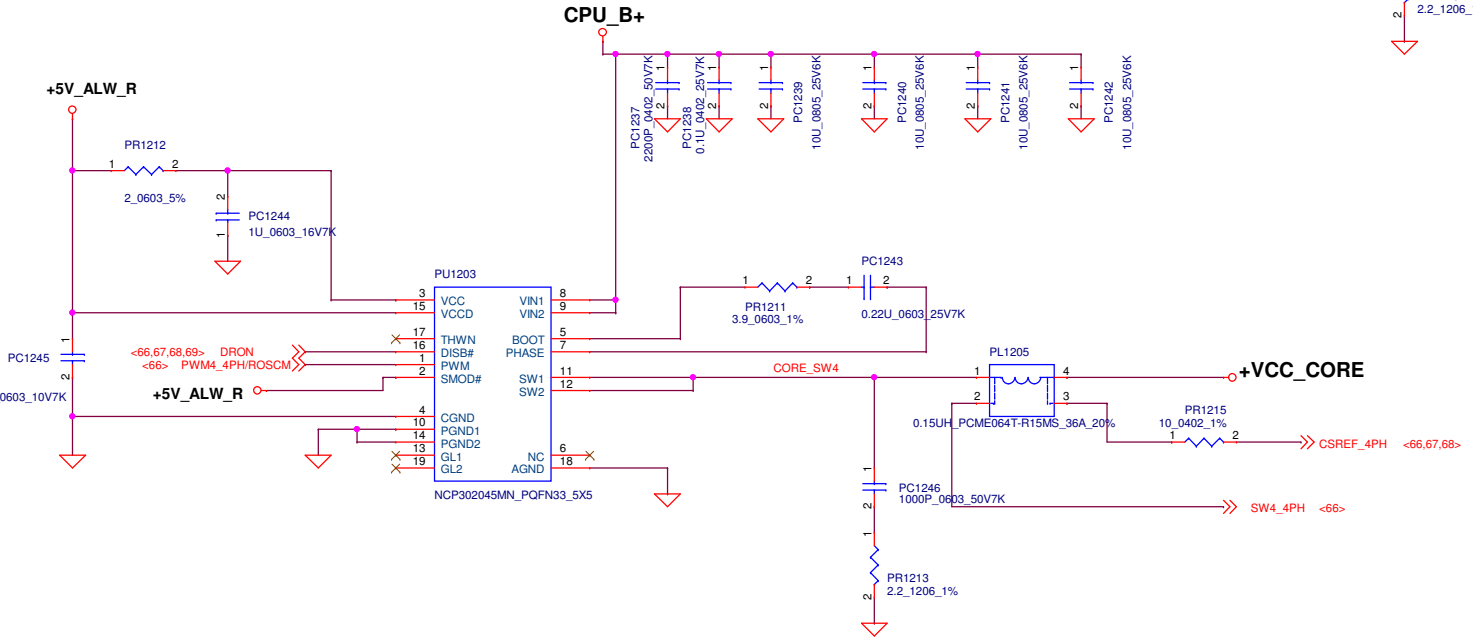 CPU_B+
2
2.2_1206_
+5V_ALW_R
1
2
PC1237
2200P_0402_50V7K
1
2
PC1238
0.1U_0402_25V7K
1
2
PC1239
10U_0805_25V6K
1
2
PC1240
10U_0805_25V6K
1
2
PC1241
10U_0805_25V6K
1
2
PC1242
10U_0805_25V6K
PR1212
1
2
2_0603_5%
2
1
PC1244
1U_0603_16V7K
PU1203
3 VCC
15 VCCD
17 THWN
16 DISB#
1 PWM
2 SMOD#
4 CGND
10 PGND1
14 PGND2
13 GL1
19 GL2
VIN1 8
VIN2 9
BOOT 5
PHASE 7
SW1 11
SW2 12
NC 6
AGND 18
NCP302045MN_PQFN33_5X5
<66,67,68,69> DRON
<66> PWM4_4PH/ROSCM
+5V_ALW_R
1
PC1245
2
0603_10V7K
1
2
PR1211
3.9_0603_1%
PC1243
1
2
0.22U_0603_25V7K
CORE_SW4
PL1205
1
4
2
3
0.15UH_PCME064T-R15MS_36A_20%
+VCC_CORE
PR1215
10_0402_1%
1
2
CSREF_4PH <66,67,68>
SW4_4PH <66>
1
PC1246
1000P_0603_50V7K
2
1
PR1213
2.2_1206_1%
2